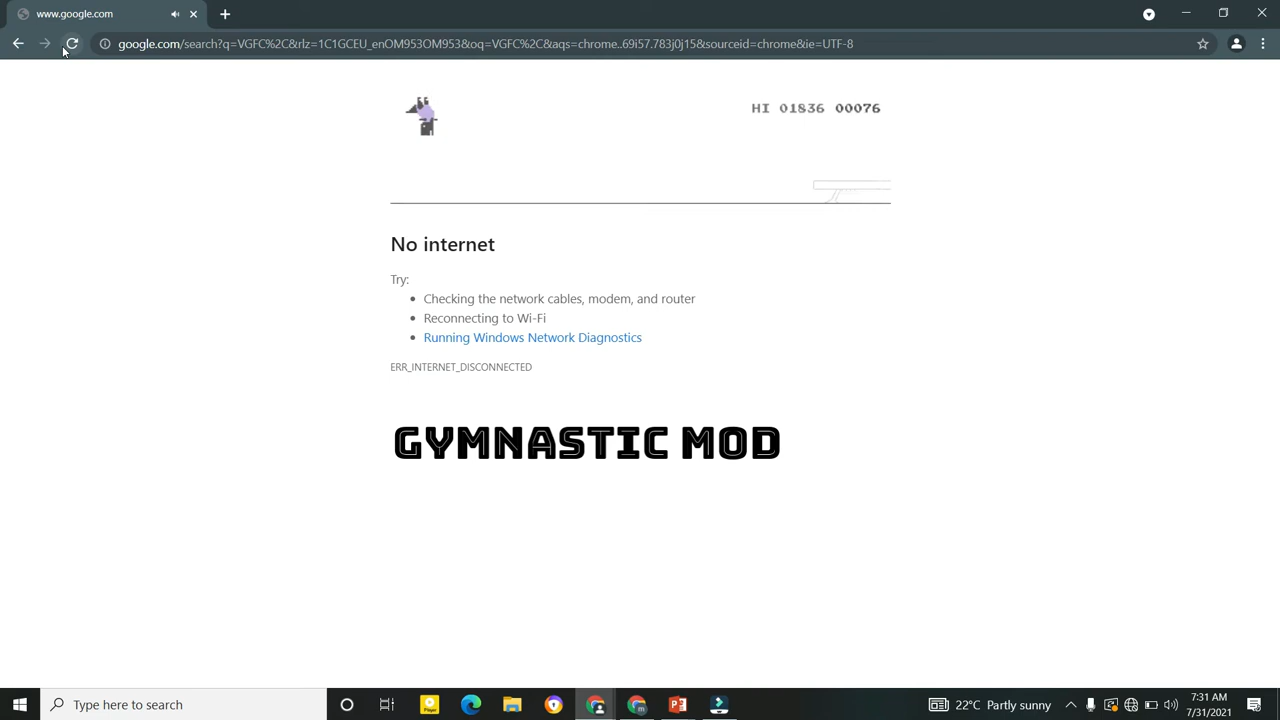 www.google.com
google.com/search?q=VGFC%2C&rlz=1C1GCEU_enOM953OM953&oq=VGFC%2C&aqs=chrome..69i57.783j0j15&sourceid=chrome&ie=UTF-8
HI 01836 00076
No internet
Try:
Checking the network cables, modem, and router
Reconnecting to Wi-Fi
Running Windows Network Diagnostics
ERR_INTERNET_DISCONNECTED
GYMNASTIC MOD
Type here to search
22°C Partly sunny
7:31 AM
7/31/2021